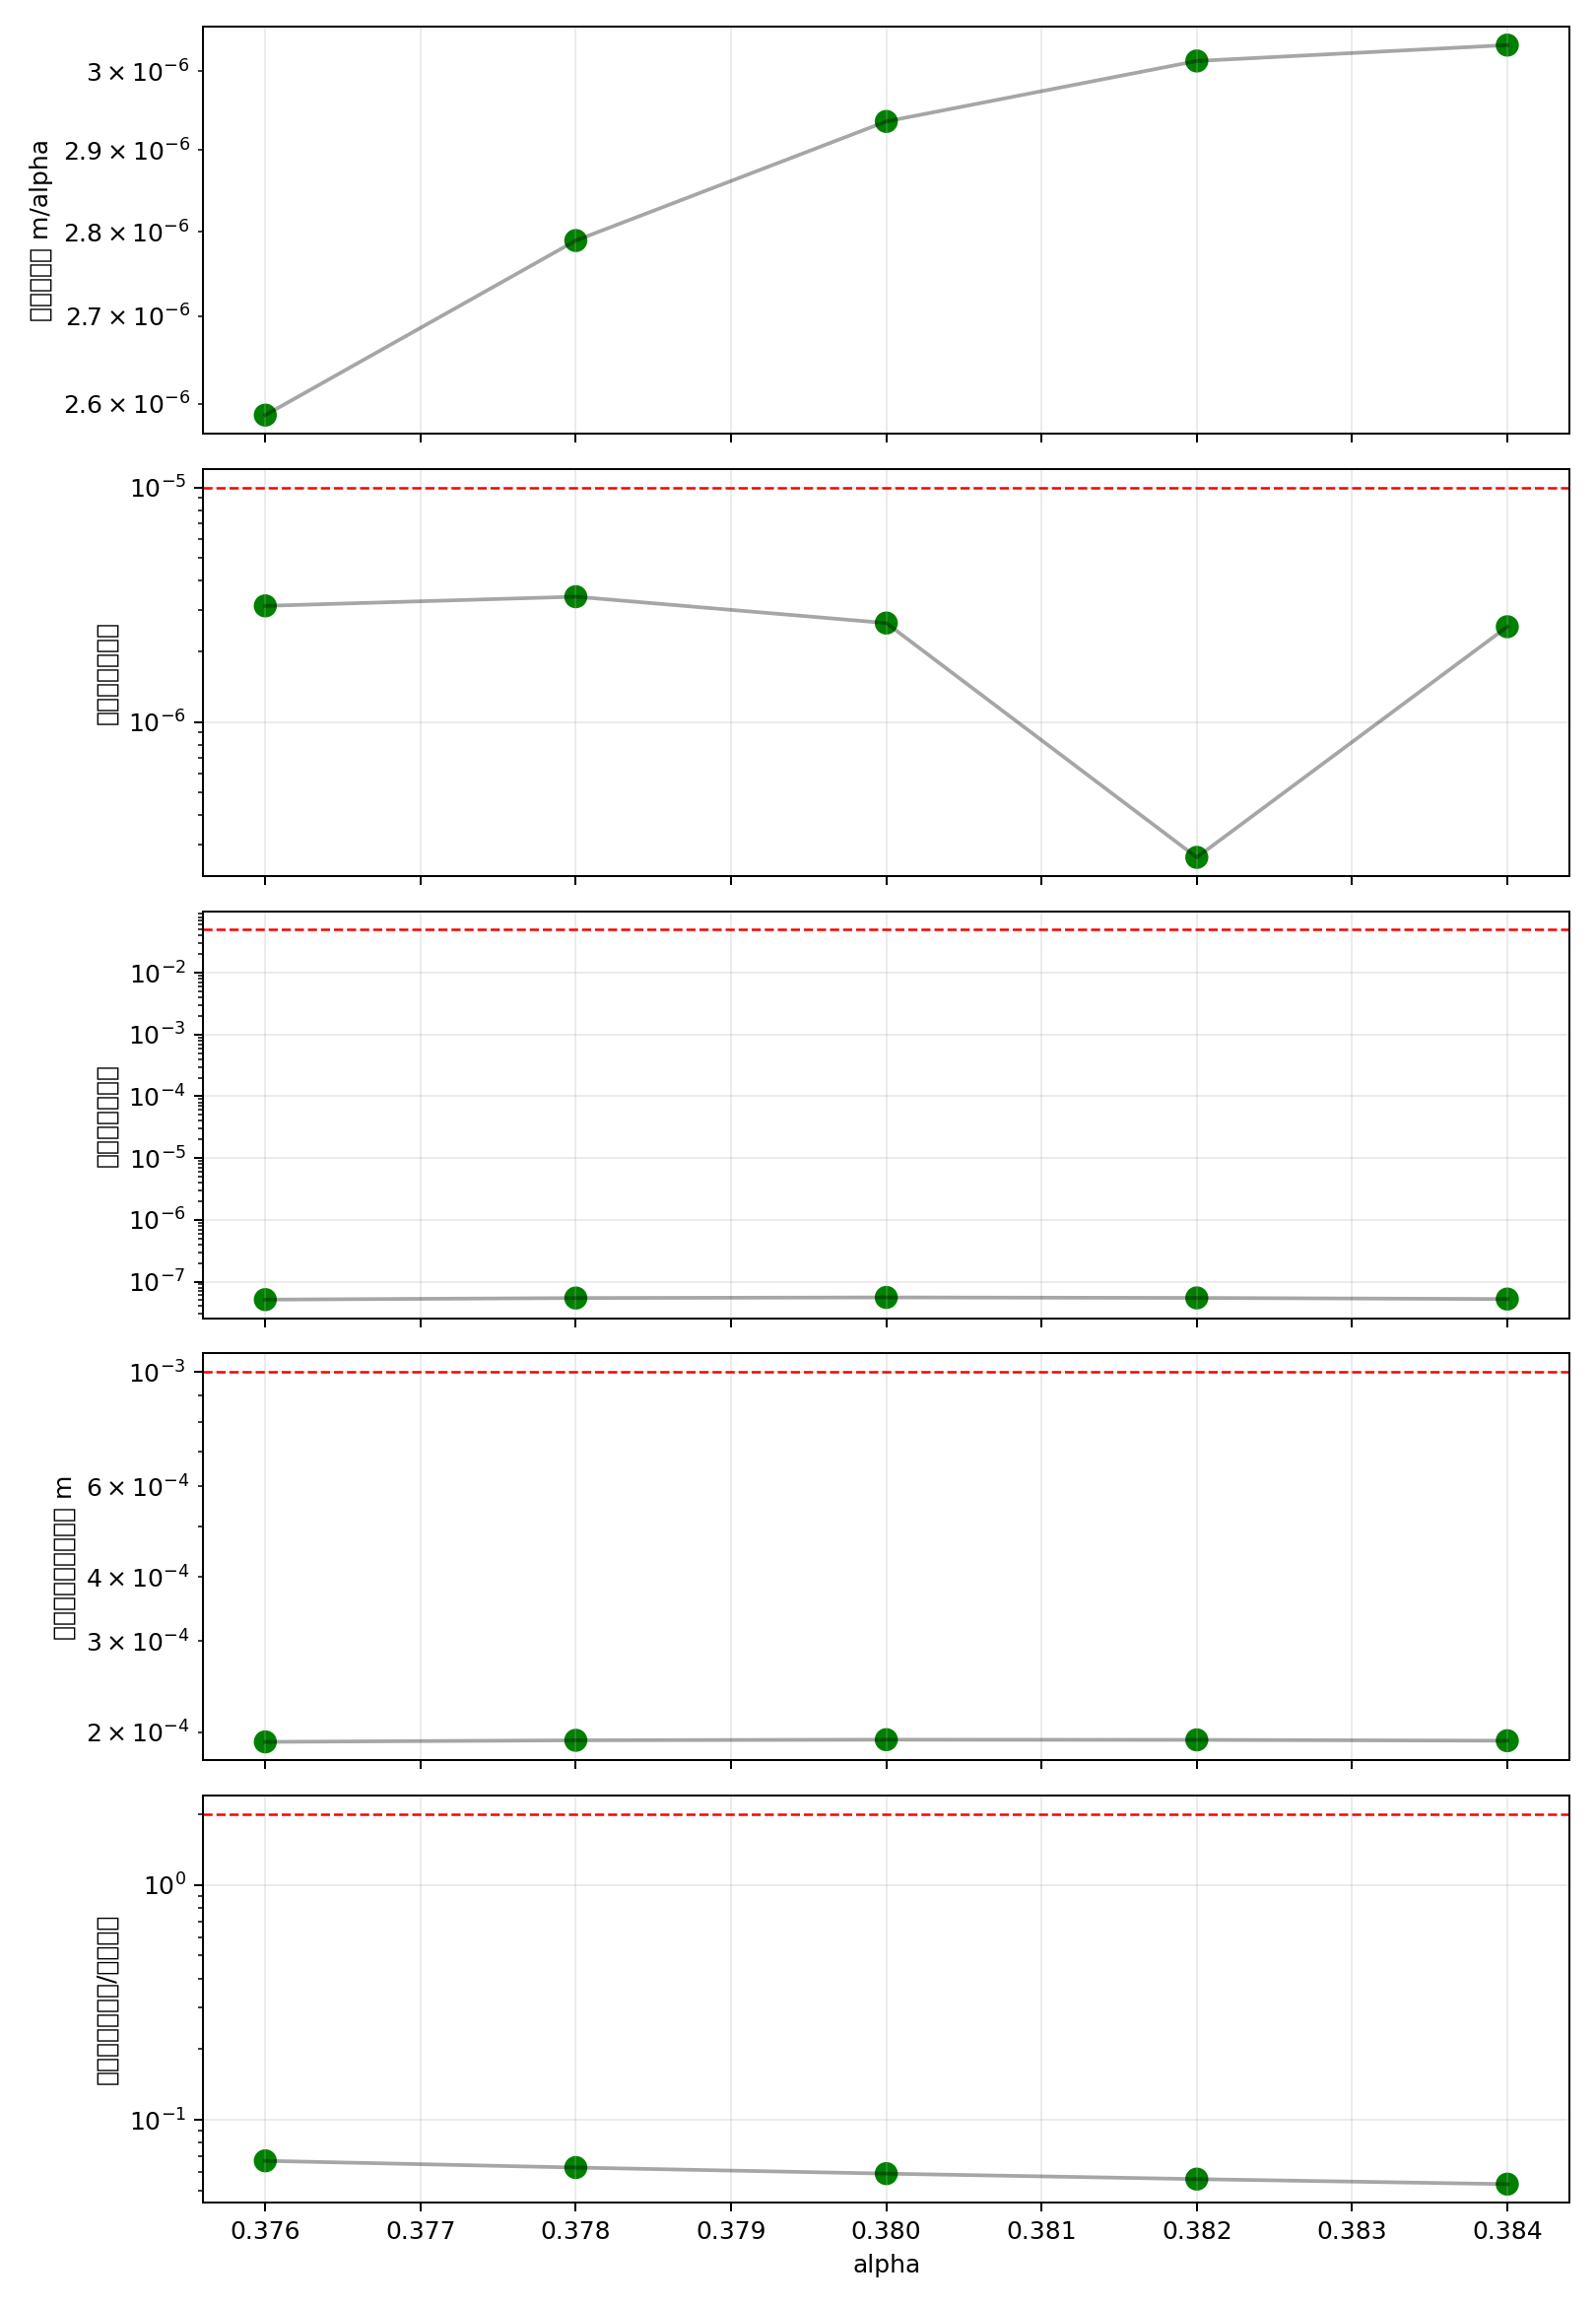 3 × 10⁻⁶
2.9 × 10⁻⁶
2.8 × 10⁻⁶
2.7 × 10⁻⁶
2.6 × 10⁻⁶
m/alpha
10⁻⁵
10⁻⁶
10⁻²
10⁻³
10⁻⁴
10⁻⁵
10⁻⁶
10⁻⁷
10⁻³
6 × 10⁻⁴
4 × 10⁻⁴
3 × 10⁻⁴
2 × 10⁻⁴
m
10⁰
10⁻¹
/
0.376 0.377 0.378 0.379 0.380 0.381 0.382 0.383 0.384
alpha